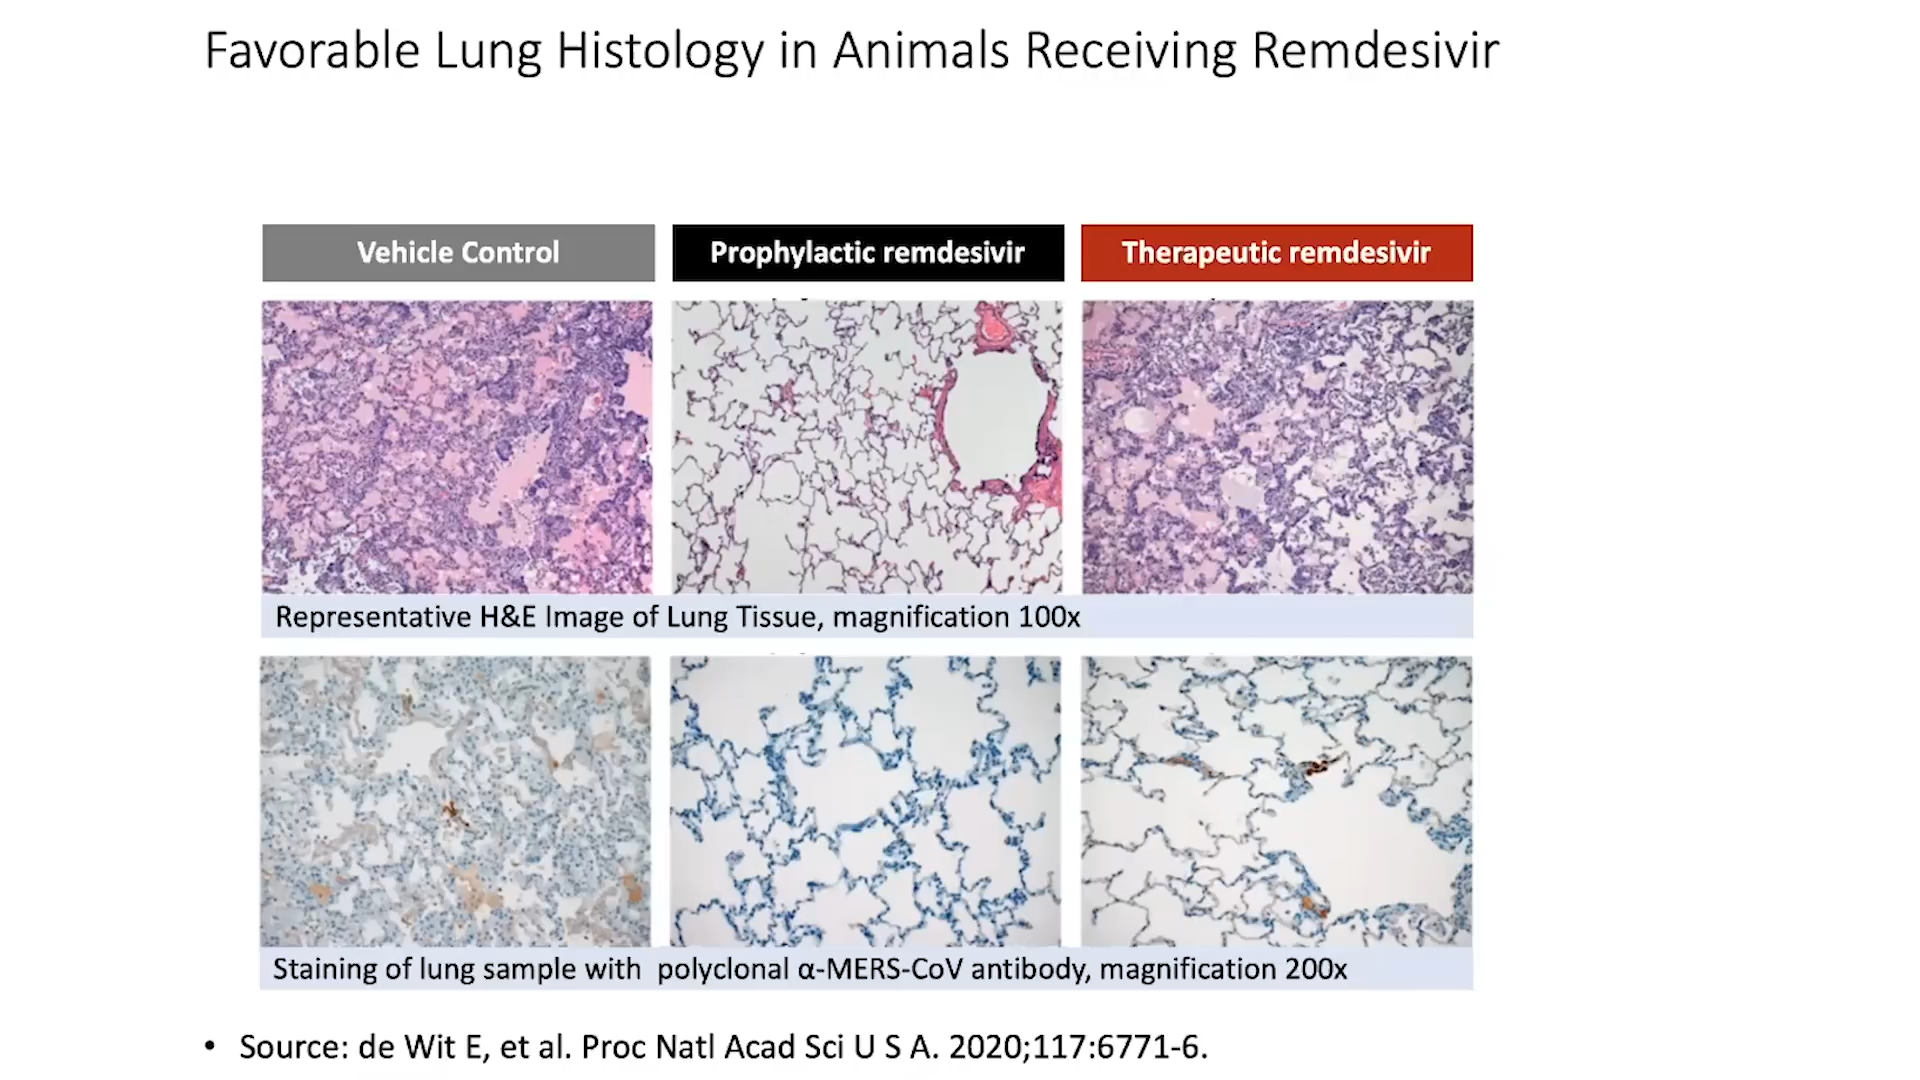 Favorable Lung Histology in Animals Receiving Remdesivir
Vehicle Control
Prophylactic remdesivir
Therapeutic remdesivir
Representative H&E Image of Lung Tissue, magnification 100x
Staining of lung sample with  polyclonal α-MERS-CoV antibody, magnification 200x
• Source: de Wit E, et al. Proc Natl Acad Sci U S A. 2020;117:6771-6.